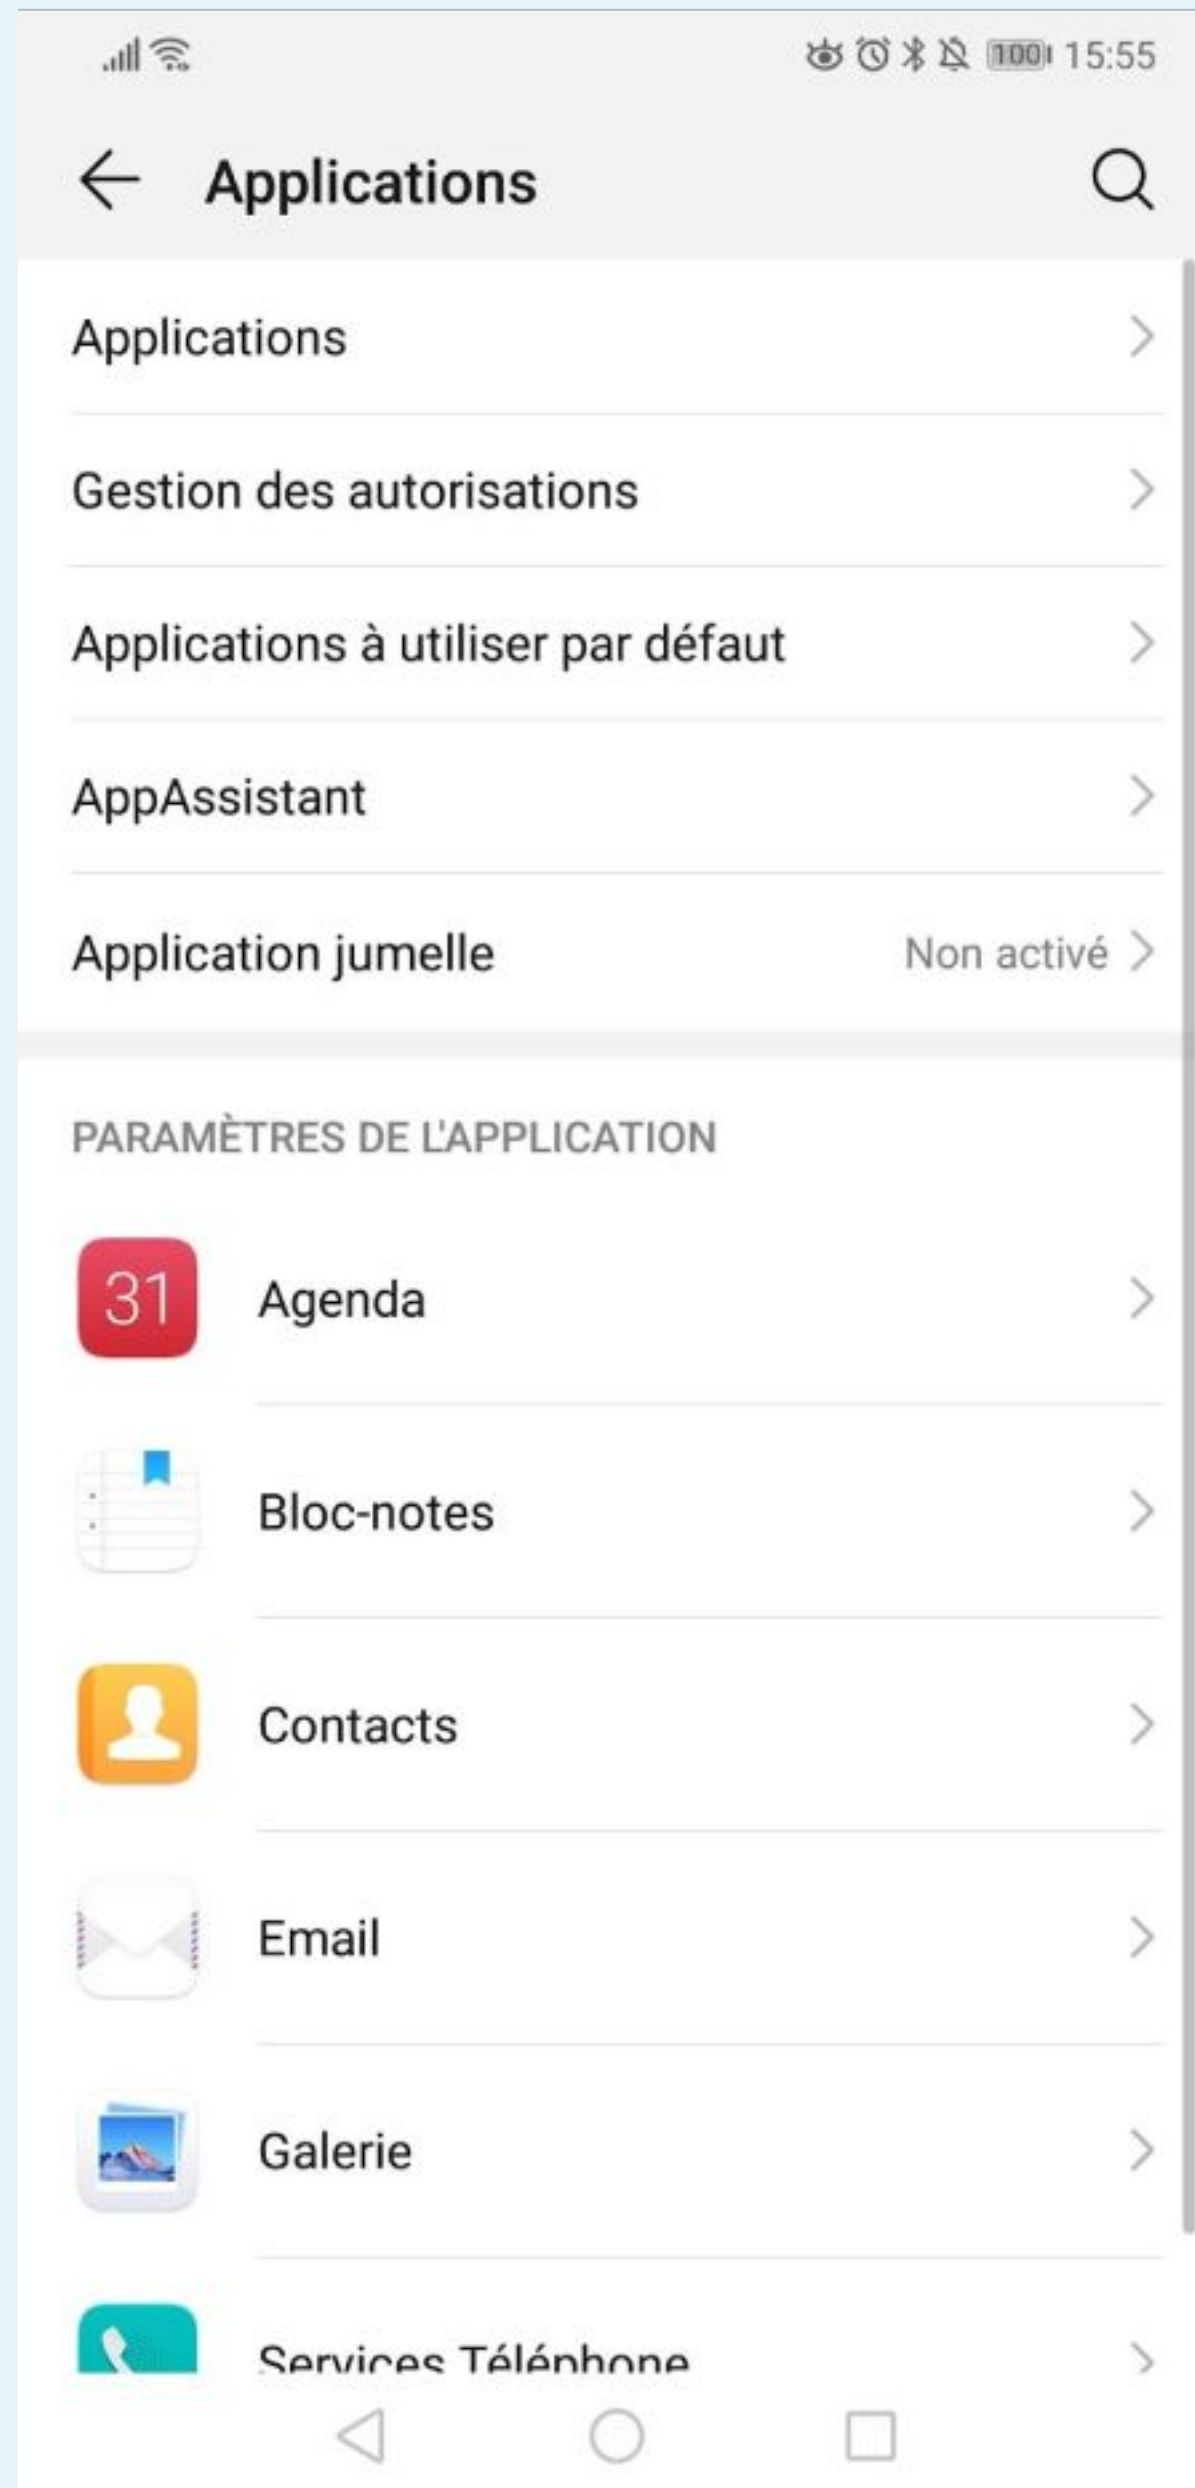 100 15:55
Applications
Applications
Gestion des autorisations
Applications à utiliser par défaut
AppAssistant
Application jumelle Non activé
PARAMÈTRES DE L'APPLICATION
31 Agenda
Bloc-notes
Contacts
Email
Galerie
Services Téléphone